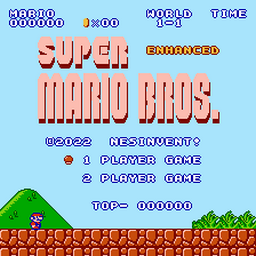 MARIO WORLD TIME
000000 ×00 1-1
SUPER ENHANCED
MARIO BROS.
©2022 NESINVENT!
1 PLAYER GAME
2 PLAYER GAME
TOP- 000000